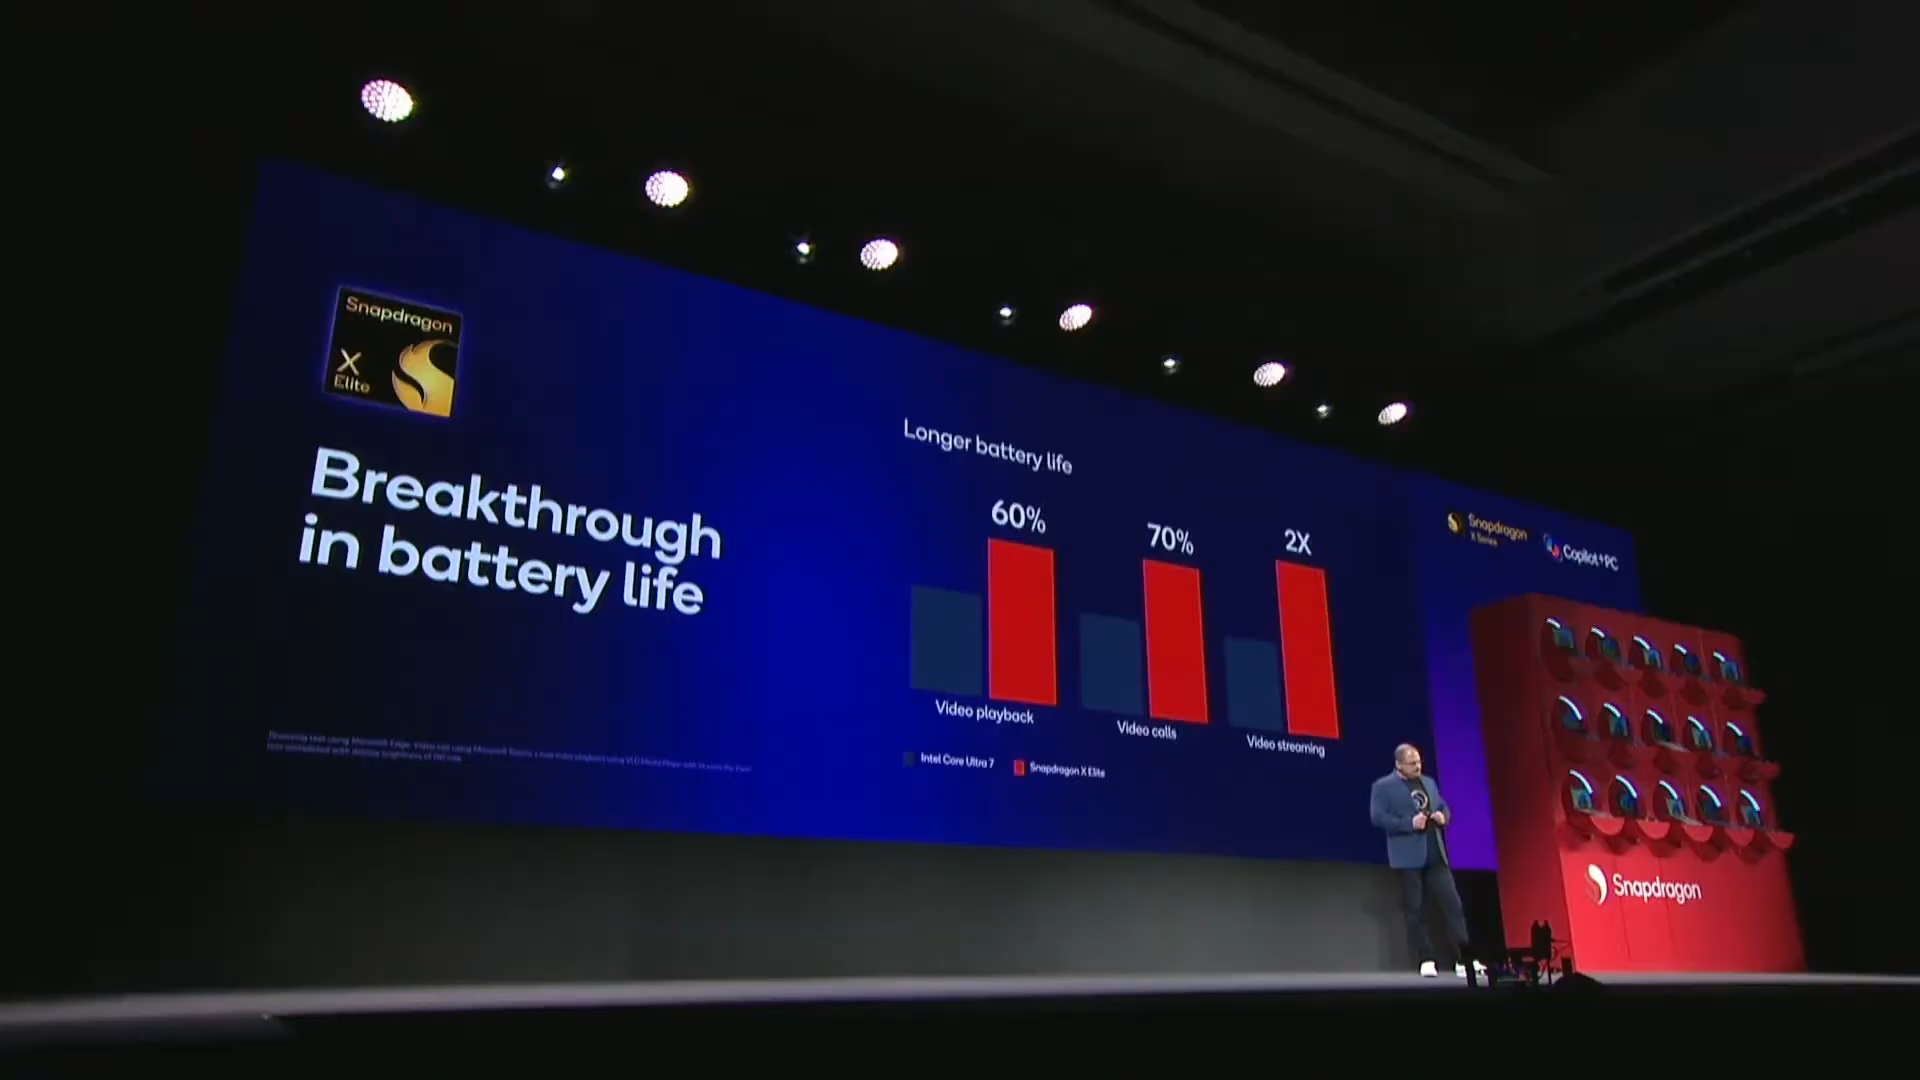 Snapdragon
X
Elite
Breakthrough
in battery life
Longer battery life
60%
70%
2X
Video playback
Video calls
Video streaming
Intel Core Ultra 7
Snapdragon X Elite
Snapdragon
X Series
Copilot+PC
Snapdragon